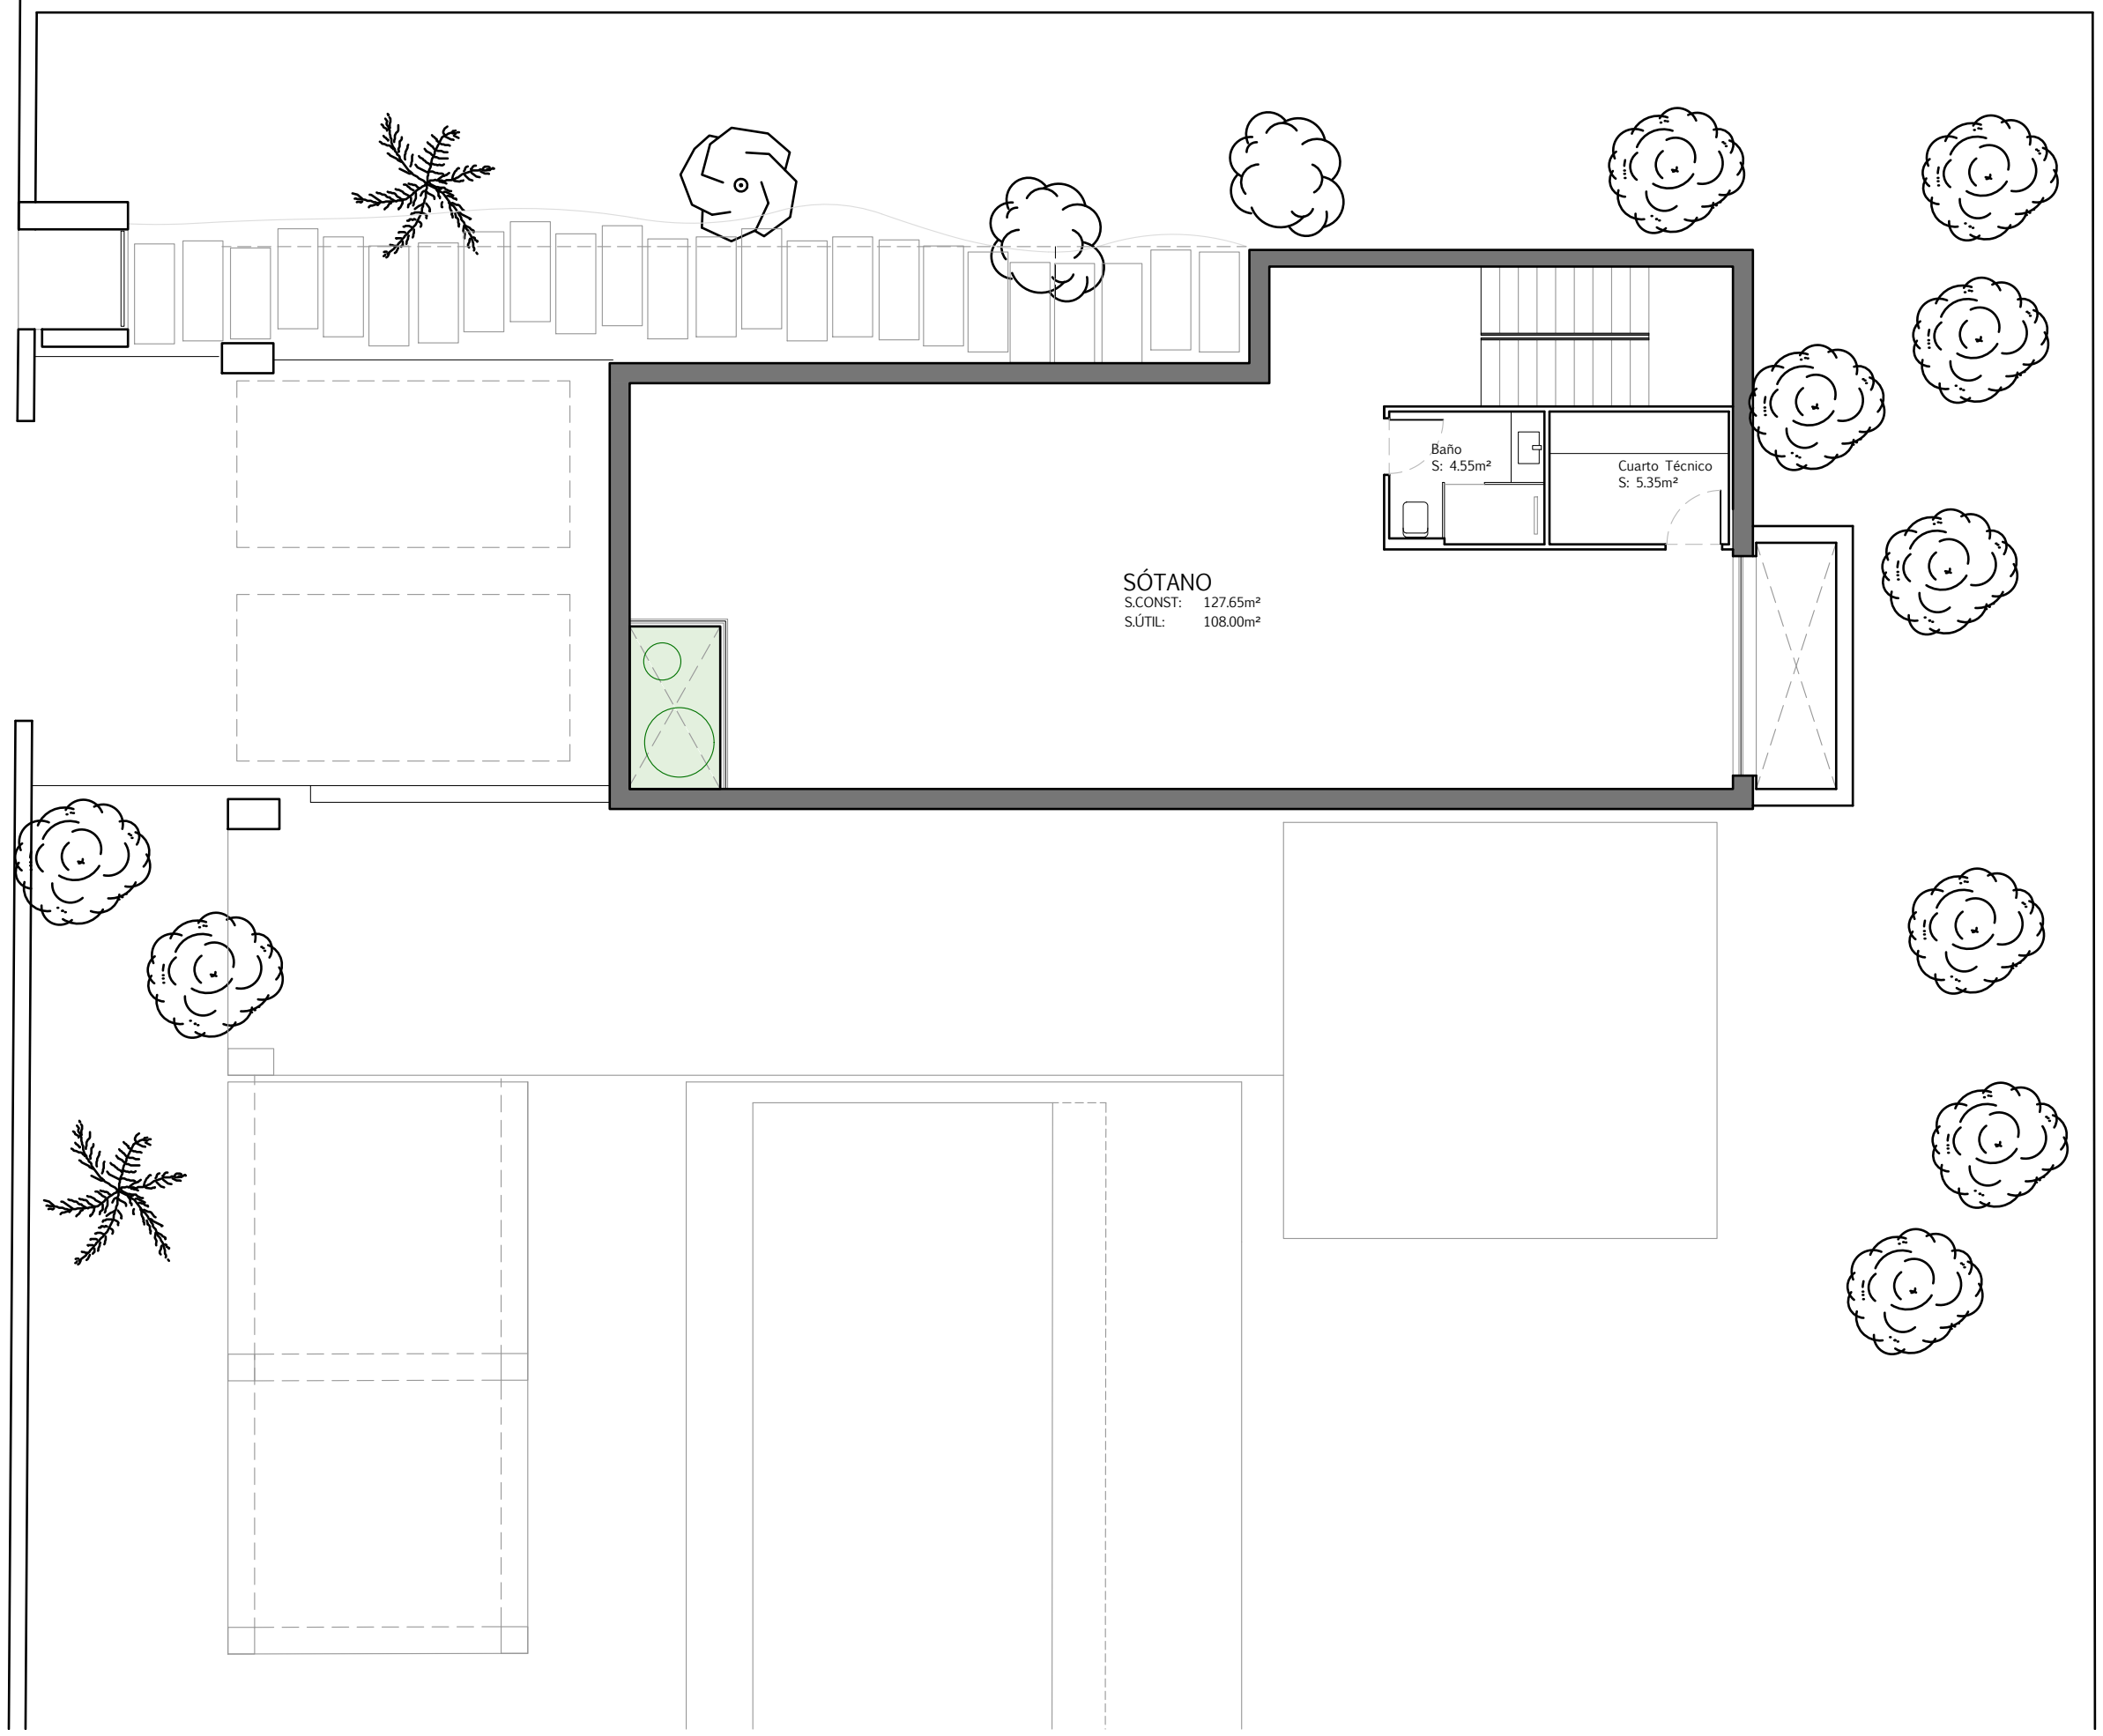 Baño
S: 4.55m²
Cuarto Técnico
S: 5.35m²
SÓTANO
S.CONST: 127.65m²
S.ÚTIL: 108.00m²